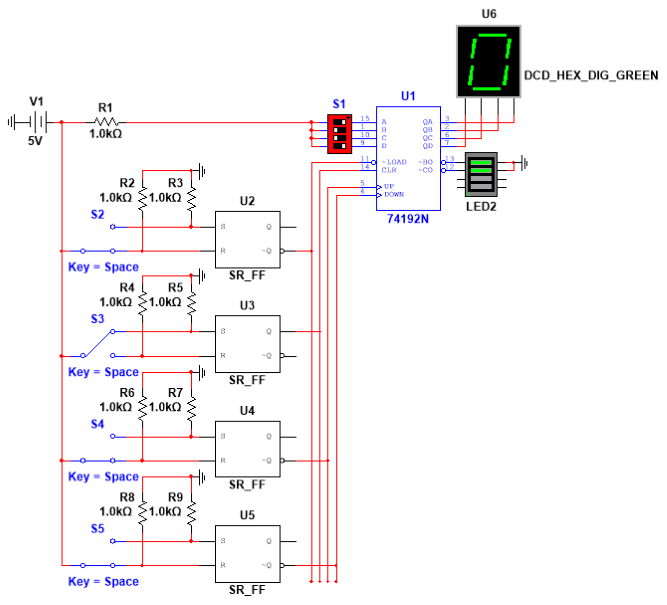 U6
DCD_HEX_DIG_GREEN
V1
5V
R1
1.0kΩ
S1
U1
15 A QA 3
1 B QB 2
10 C QC 6
9 D QD 7
11 ~LOAD ~BO 13
14 CLR ~CO 12
5 UP
4 DOWN
74192N
LED2
R2 R3
1.0kΩ 1.0kΩ
S2
U2
S Q
R ~Q
Key = Space
SR_FF
R4 R5
1.0kΩ 1.0kΩ
S3
U3
S Q
R ~Q
Key = Space
SR_FF
R6 R7
1.0kΩ 1.0kΩ
S4
U4
S Q
R ~Q
Key = Space
SR_FF
R8 R9
1.0kΩ 1.0kΩ
S5
U5
S Q
R ~Q
Key = Space
SR_FF